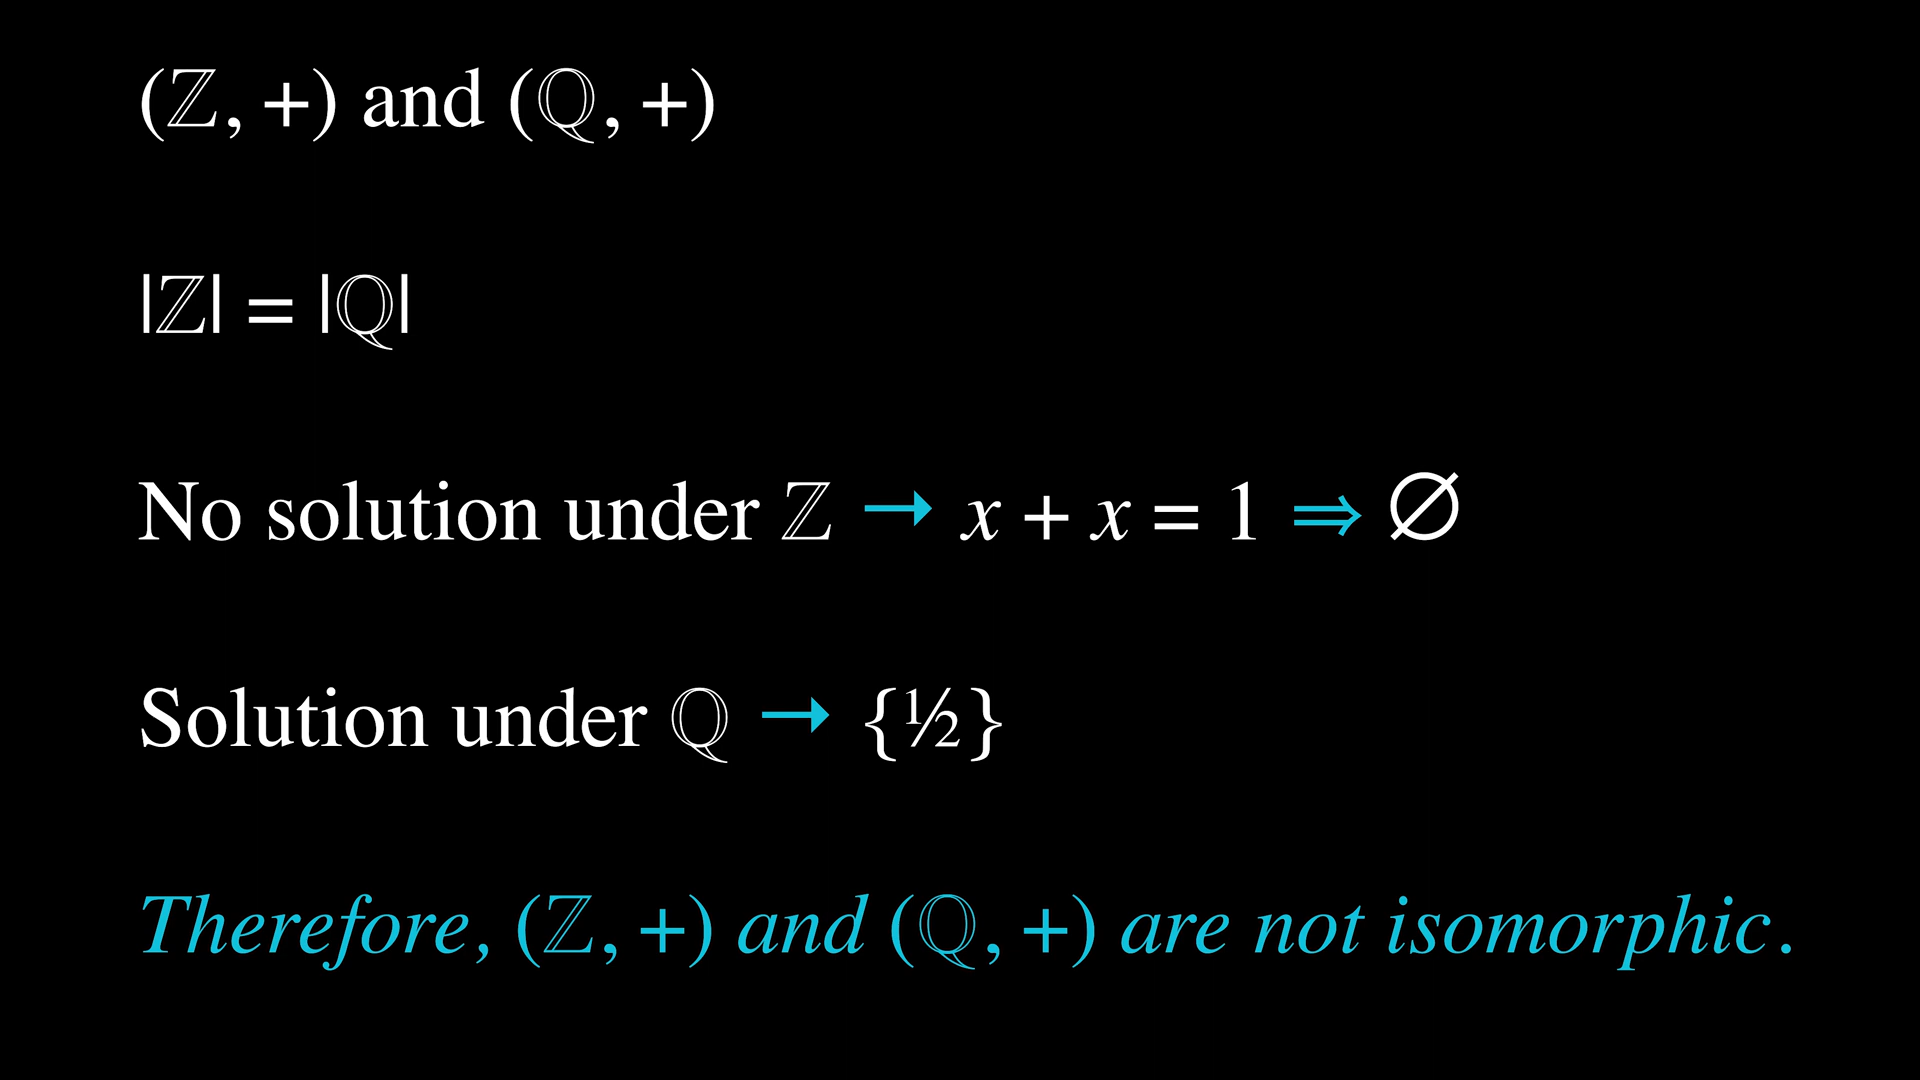 (ℤ, +) and (ℚ, +)
|ℤ| = |ℚ|
No solution under ℤ → x + x = 1 ⇒ ∅
Solution under ℚ → {½}
Therefore, (ℤ, +) and (ℚ, +) are not isomorphic.